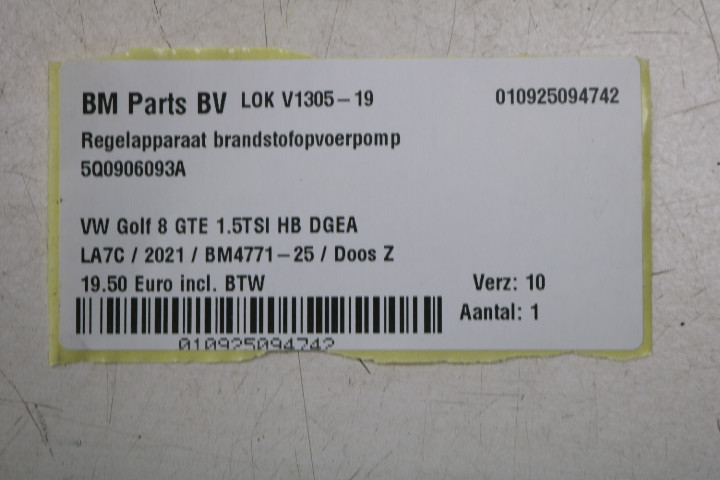 BM Parts BV LOK V1305-19 010925094742
Regelapparaat brandstofopvoerpomp
5Q0906093A
VW Golf 8 GTE 1.5TSI HB DGEA
LA7C / 2021 / BM4771-25 / Doos Z
19.50 Euro incl. BTW Verz: 10
Aantal: 1
010925094742